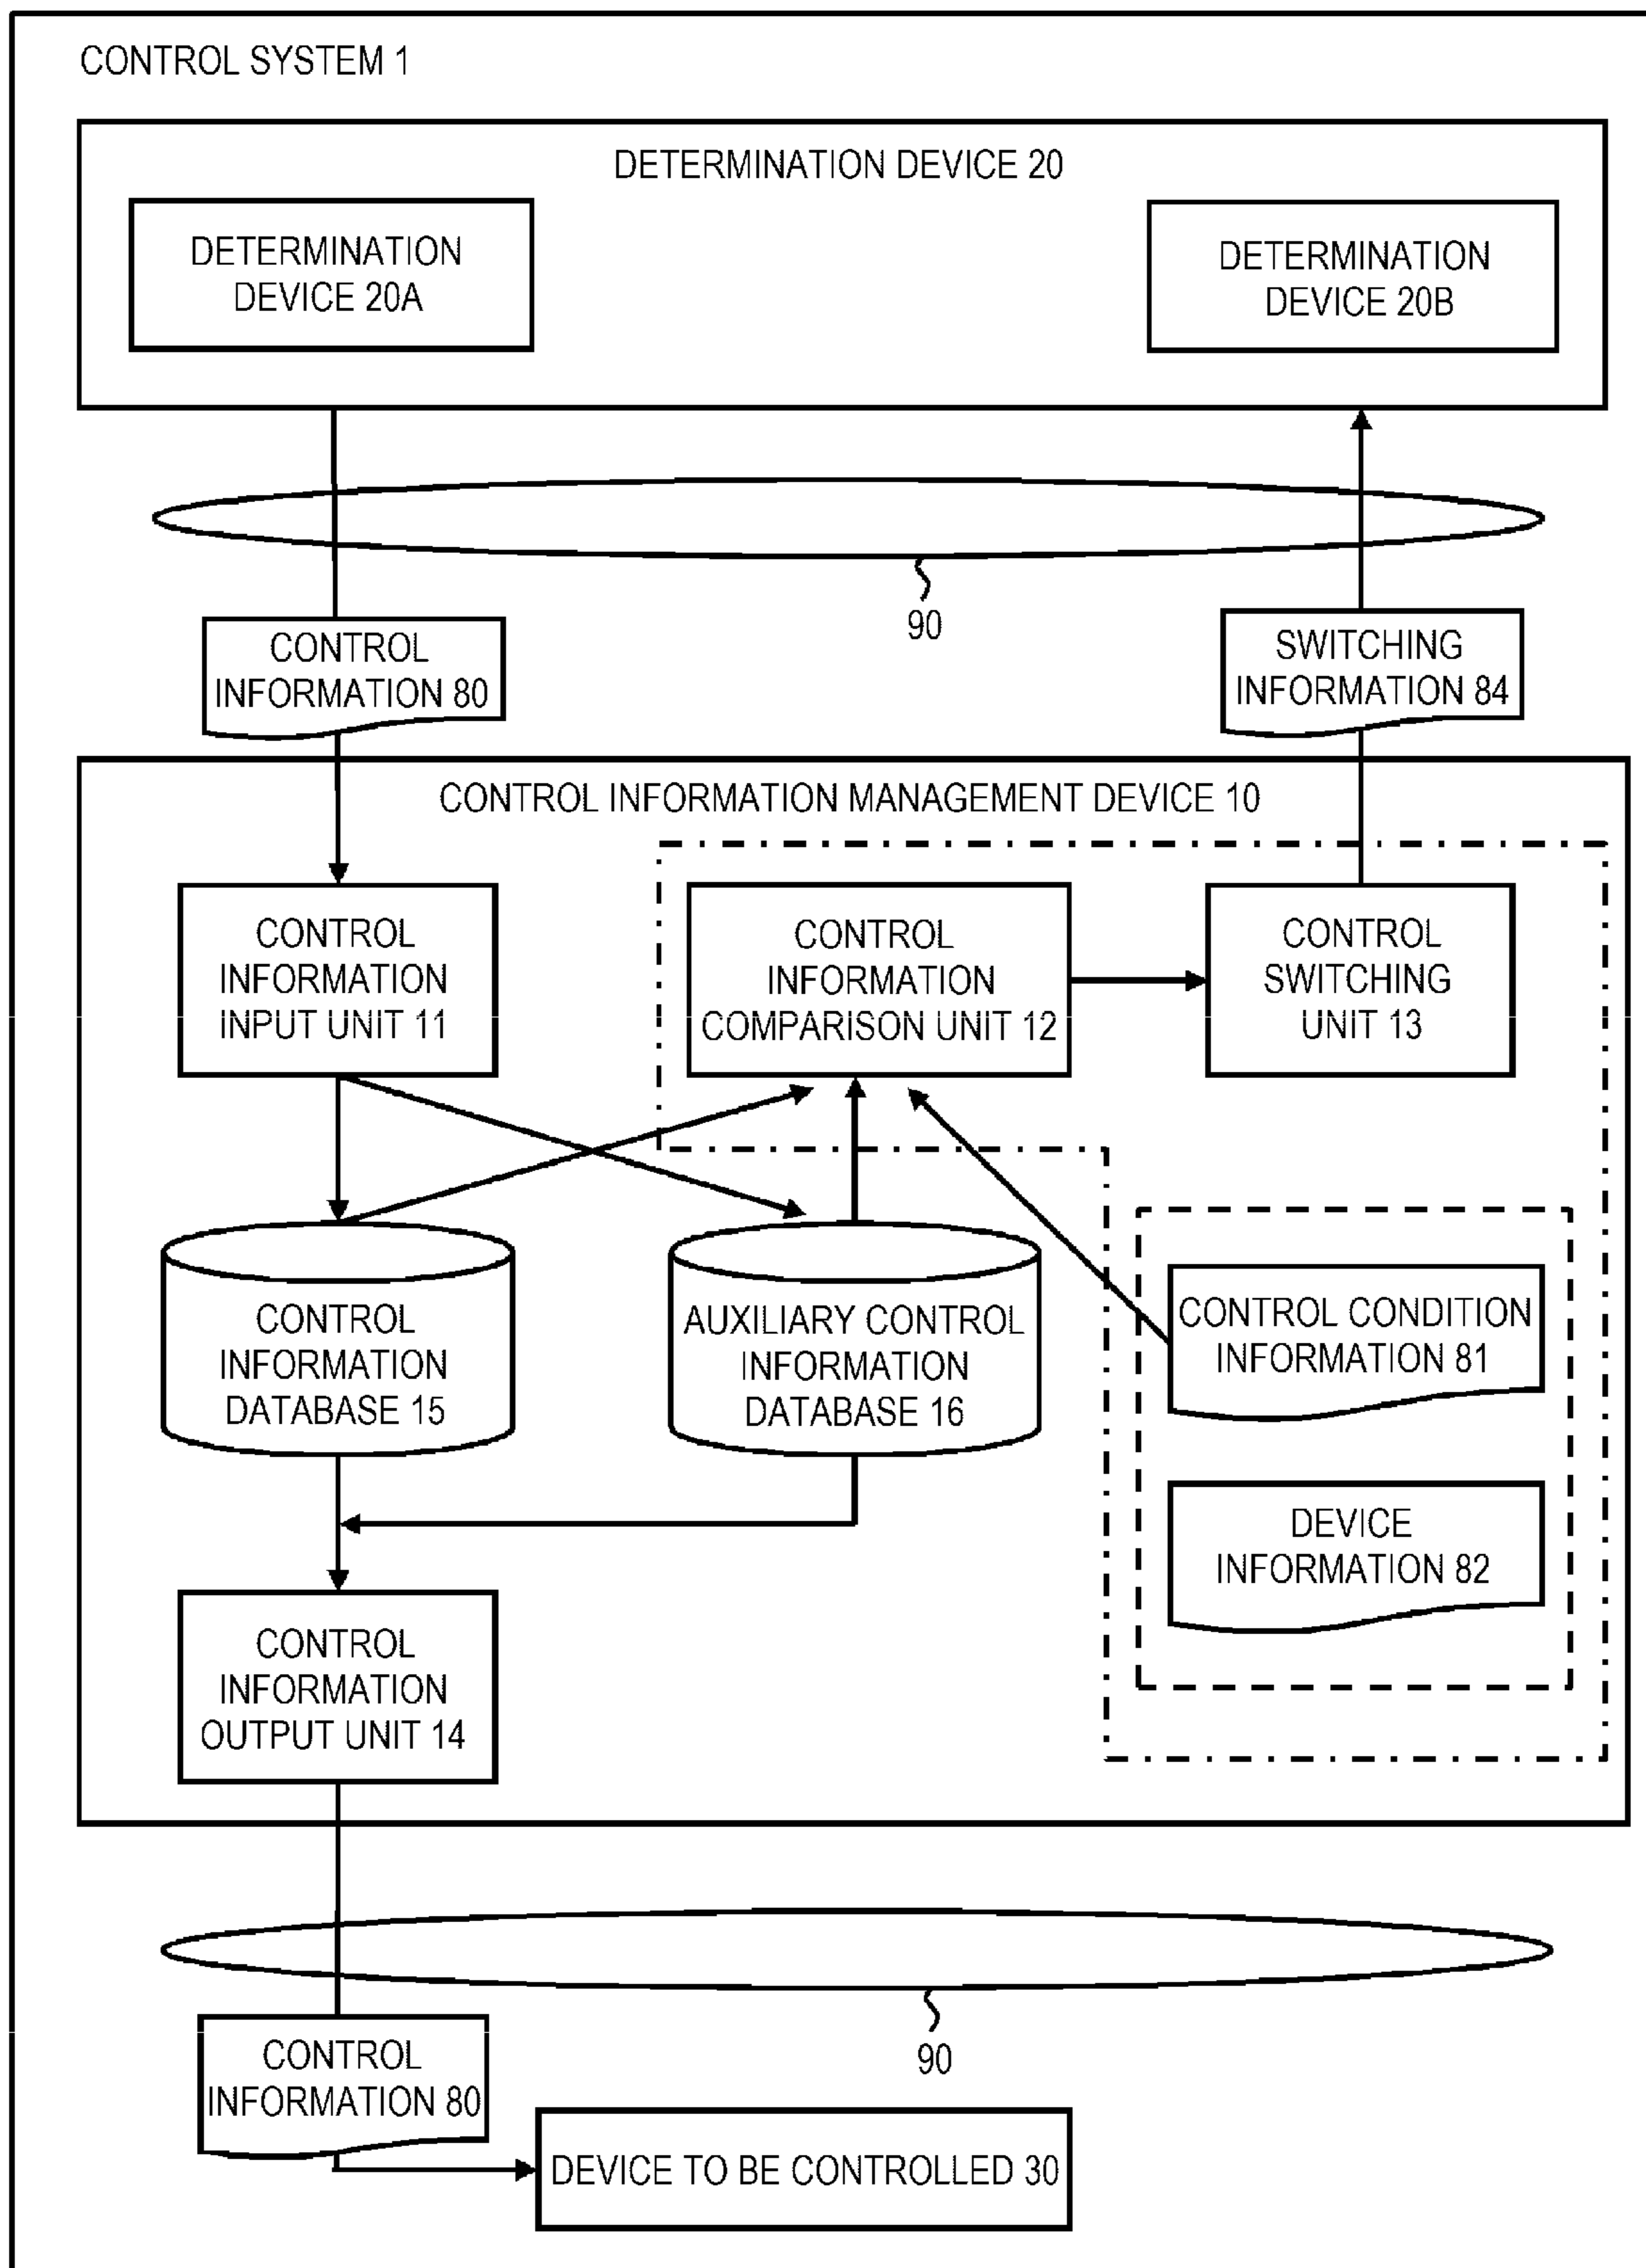 CONTROL SYSTEM 1
DETERMINATION DEVICE 20
DETERMINATION
DEVICE 20A
DETERMINATION
DEVICE 20B
90
CONTROL
INFORMATION 80
SWITCHING
INFORMATION 84
CONTROL INFORMATION MANAGEMENT DEVICE 10
CONTROL
INFORMATION
INPUT UNIT 11
CONTROL
INFORMATION
COMPARISON UNIT 12
CONTROL
SWITCHING
UNIT 13
CONTROL
INFORMATION
DATABASE 15
AUXILIARY CONTROL
INFORMATION
DATABASE 16
CONTROL CONDITION
INFORMATION 81
DEVICE
INFORMATION 82
CONTROL
INFORMATION
OUTPUT UNIT 14
90
CONTROL
INFORMATION 80
DEVICE TO BE CONTROLLED 30